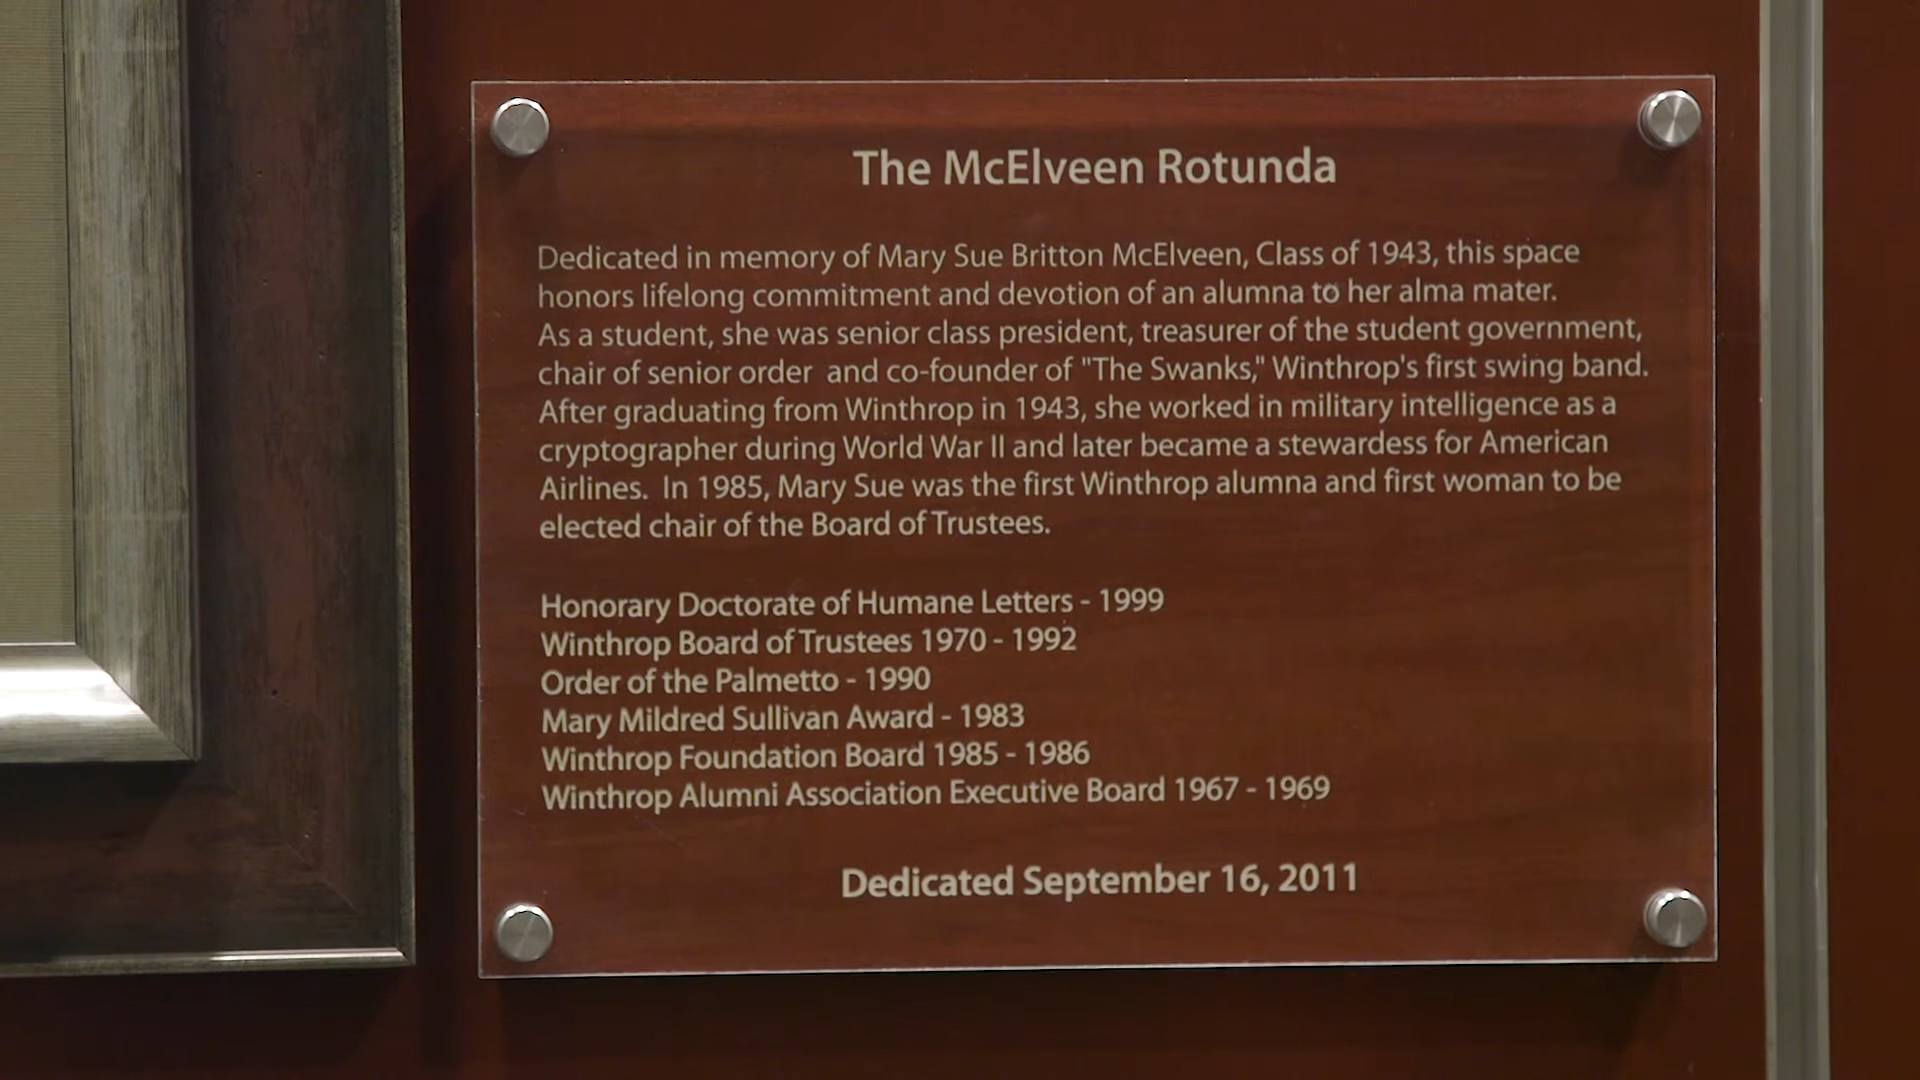 The McElveen Rotunda
Dedicated in memory of Mary Sue Britton McElveen, Class of 1943, this space
honors lifelong commitment and devotion of an alumna to her alma mater.
As a student, she was senior class president, treasurer of the student government,
chair of senior order and co-founder of "The Swanks," Winthrop's first swing band.
After graduating from Winthrop in 1943, she worked in military intelligence as a
cryptographer during World War II and later became a stewardess for American
Airlines. In 1985, Mary Sue was the first Winthrop alumna and first woman to be
elected chair of the Board of Trustees.
Honorary Doctorate of Humane Letters - 1999
Winthrop Board of Trustees 1970 - 1992
Order of the Palmetto - 1990
Mary Mildred Sullivan Award - 1983
Winthrop Foundation Board 1985 - 1986
Winthrop Alumni Association Executive Board 1967 - 1969
Dedicated September 16, 2011